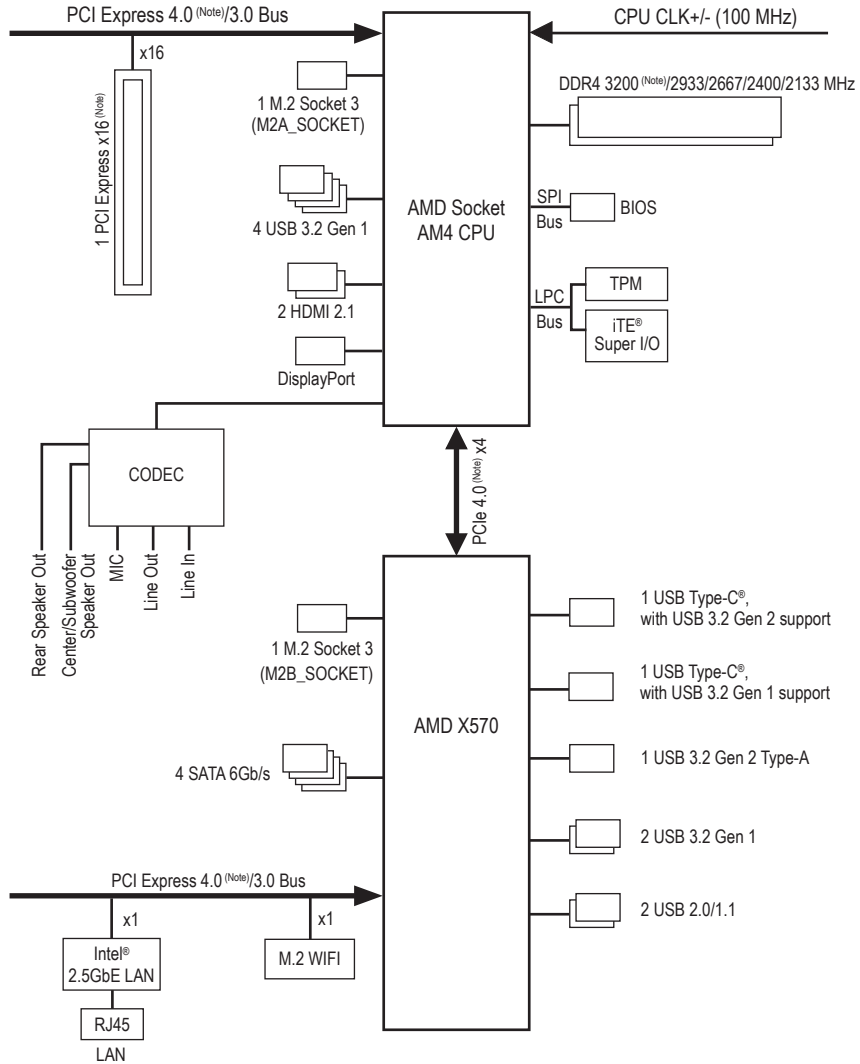 PCI Express 4.0 (Note)/3.0 Bus
CPU CLK+/- (100 MHz)
x16
1 PCI Express x16 (Note)
1 M.2 Socket 3
(M2A_SOCKET)
DDR4 3200 (Note)/2933/2667/2400/2133 MHz
4 USB 3.2 Gen 1
AMD Socket
AM4 CPU
SPI
Bus
BIOS
2 HDMI 2.1
LPC
Bus
TPM
iTE®
Super I/O
DisplayPort
CODEC
PCIe 4.0 (Note) x4
Rear Speaker Out
Center/Subwoofer
Speaker Out
MIC
Line Out
Line In
1 M.2 Socket 3
(M2B_SOCKET)
1 USB Type-C®,
with USB 3.2 Gen 2 support
1 USB Type-C®,
with USB 3.2 Gen 1 support
AMD X570
4 SATA 6Gb/s
1 USB 3.2 Gen 2 Type-A
2 USB 3.2 Gen 1
PCI Express 4.0 (Note)/3.0 Bus
2 USB 2.0/1.1
x1
x1
Intel®
2.5GbE LAN
M.2 WIFI
RJ45
LAN